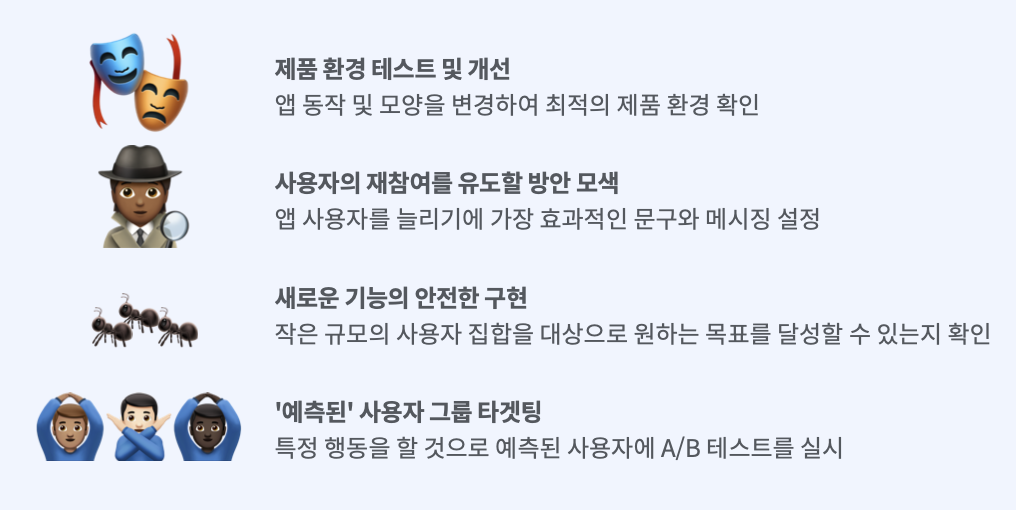 제품 환경 테스트 및 개선
앱 동작 및 모양을 변경하여 최적의 제품 환경 확인
사용자의 재참여를 유도할 방안 모색
앱 사용자를 늘리기에 가장 효과적인 문구와 메시징 설정
새로운 기능의 안전한 구현
작은 규모의 사용자 집합을 대상으로 원하는 목표를 달성할 수 있는지 확인
'예측된' 사용자 그룹 타겟팅
특정 행동을 할 것으로 예측된 사용자에 A/B 테스트를 실시